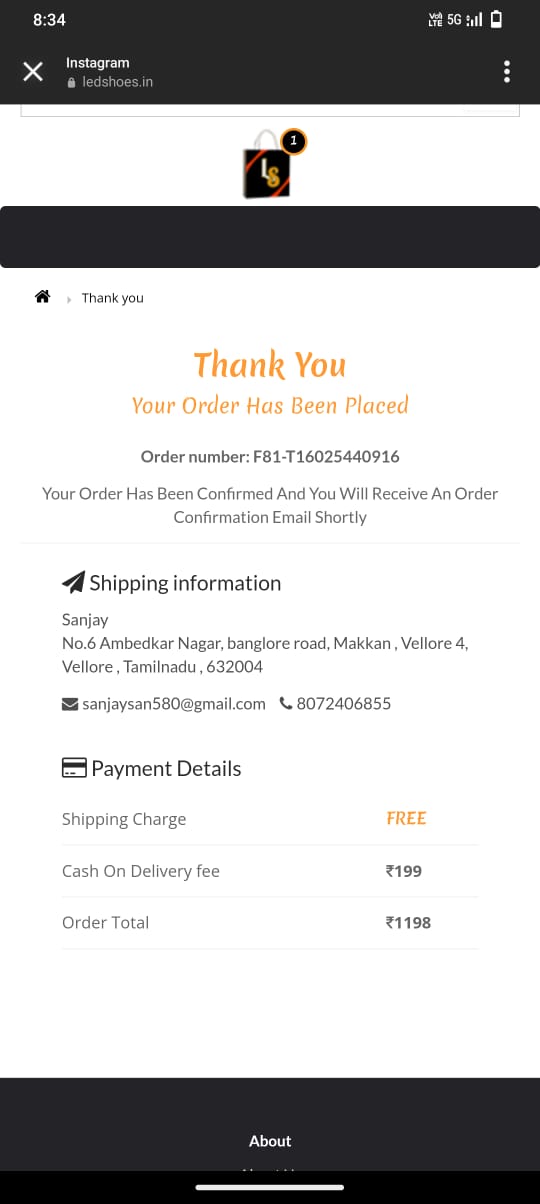 8:34
Vo) LTE 5G
Instagram
ledshoes.in
1
LS
Thank you
Thank You
Your Order Has Been Placed
Order number: F81-T16025440916
Your Order Has Been Confirmed And You Will Receive An Order
Confirmation Email Shortly
Shipping information
Sanjay
No.6 Ambedkar Nagar, banglore road, Makkan , Vellore 4,
Vellore , Tamilnadu , 632004
sanjaysan580@gmail.com 8072406855
Payment Details
Shipping Charge FREE
Cash On Delivery fee ₹199
Order Total ₹1198
About